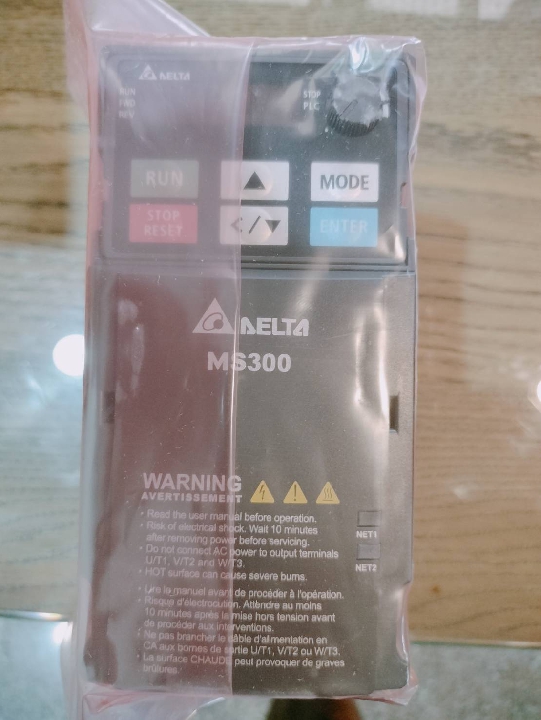 DELTA
RUN
FWD
REV
STOP
PLC
RUN
MODE
STOP
RESET
</
ENTER
DELTA
MS300
WARNING
AVERTISSEMENT
• Read the user manual before operation.
• Risk of electrical shock. Wait 10 minutes
after removing power before servicing.
• Do not connect AC power to output terminals
U/T1, V/T2 and W/T3.
• HOT surface can cause severe burns.
NET1
NET2
• Lire le manuel avant de procéder à l'opération.
• Risque d'électrocution. Attendre au moins
10 minutes après la mise hors tension avant
de procéder aux interventions.
• Ne pas brancher le câble d'alimentation en
CA aux bornes de sortie U/T1, V/T2 ou W/T3.
• La surface CHAUDE peut provoquer de graves
brûlures.